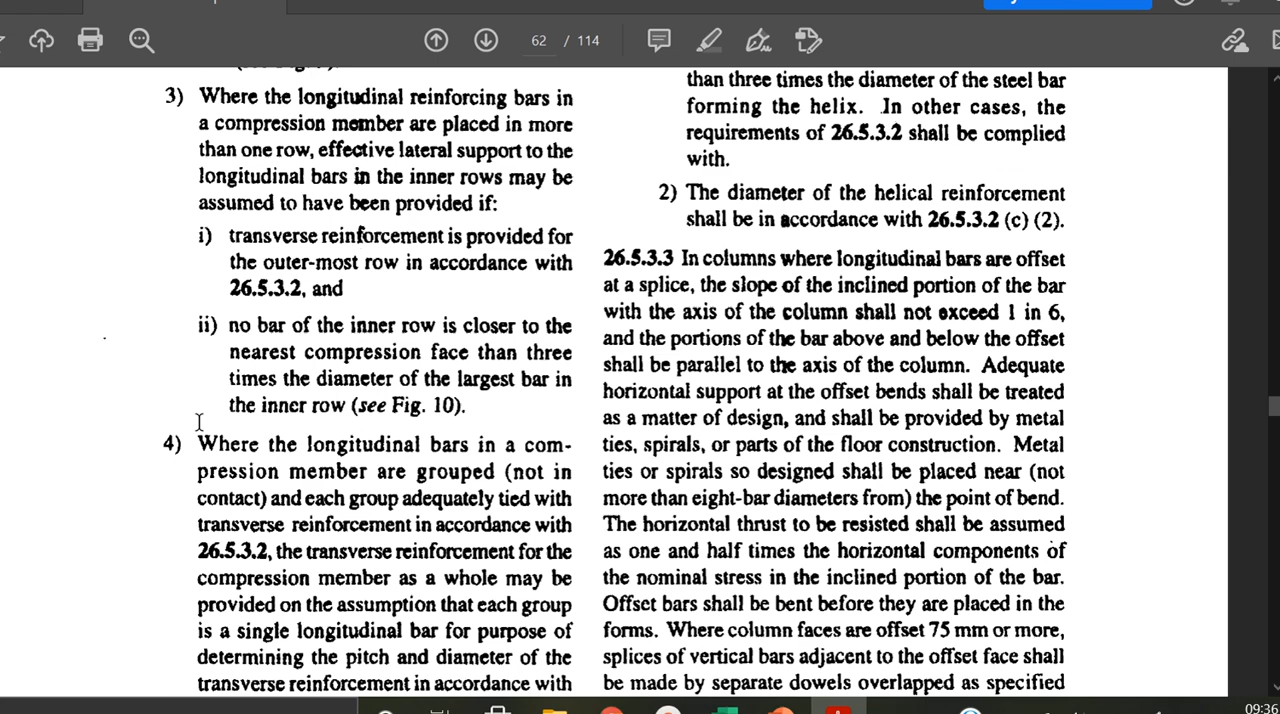 62 / 114
3) Where the longitudinal reinforcing bars in
a compression member are placed in more
than one row, effective lateral support to the
longitudinal bars in the inner rows may be
assumed to have been provided if:
i) transverse reinforcement is provided for
the outer-most row in accordance with
26.5.3.2, and
ii) no bar of the inner row is closer to the
nearest compression face than three
times the diameter of the largest bar in
the inner row (see Fig. 10).
4) Where the longitudinal bars in a com-
pression member are grouped (not in
contact) and each group adequately tied with
transverse reinforcement in accordance with
26.5.3.2, the transverse reinforcement for the
compression member as a whole may be
provided on the assumption that each group
is a single longitudinal bar for purpose of
determining the pitch and diameter of the
transverse reinforcement in accordance with
than three times the diameter of the steel bar
forming the helix. In other cases, the
requirements of 26.5.3.2 shall be complied
with.
2) The diameter of the helical reinforcement
shall be in accordance with 26.5.3.2 (c) (2).
26.5.3.3 In columns where longitudinal bars are offset
at a splice, the slope of the inclined portion of the bar
with the axis of the column shall not exceed 1 in 6,
and the portions of the bar above and below the offset
shall be parallel to the axis of the column. Adequate
horizontal support at the offset bends shall be treated
as a matter of design, and shall be provided by metal
ties, spirals, or parts of the floor construction. Metal
ties or spirals so designed shall be placed near (not
more than eight-bar diameters from) the point of bend.
The horizontal thrust to be resisted shall be assumed
as one and half times the horizontal components of
the nominal stress in the inclined portion of the bar.
Offset bars shall be bent before they are placed in the
forms. Where column faces are offset 75 mm or more,
splices of vertical bars adjacent to the offset face shall
be made by separate dowels overlapped as specified
09:36